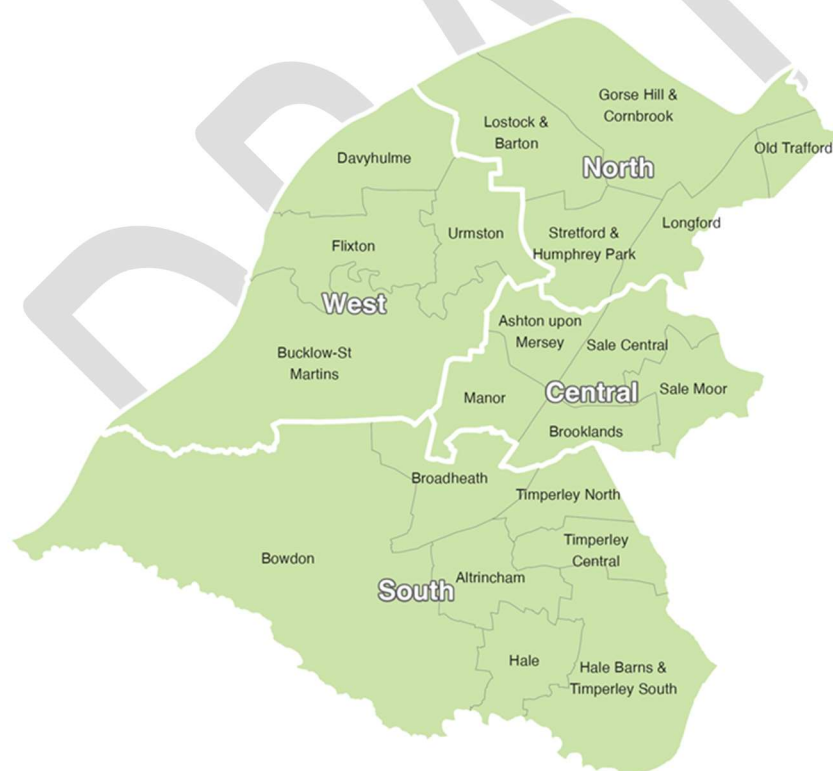 DRAFT
Gorse Hill &
Cornbrook
Lostock &
Barton
Old Trafford
North
Davyhulme
Longford
Urmston
Stretford &
Humphrey Park
Flixton
West
Ashton upon
Mersey
Sale Central
Bucklow-St
Martins
Sale Moor
Central
Manor
Brooklands
Broadheath
Timperley North
Timperley
Central
Bowdon
Altrincham
South
Hale
Hale Barns &
Timperley South